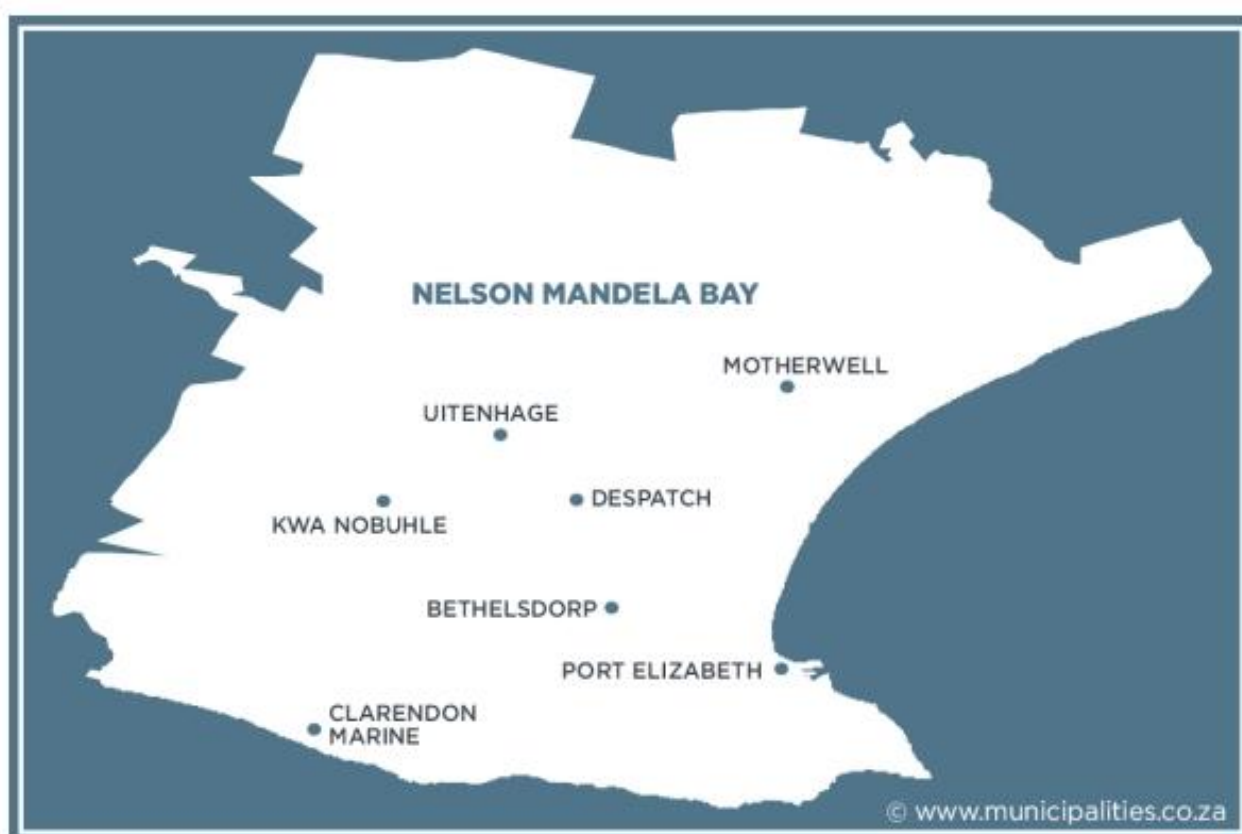 NELSON MANDELA BAY
MOTHERWELL
UITENHAGE
DESPATCH
KWA NOBUHLE
BETHELSDORP
PORT ELIZABETH
CLARENDON
MARINE
© www.municipalities.co.za